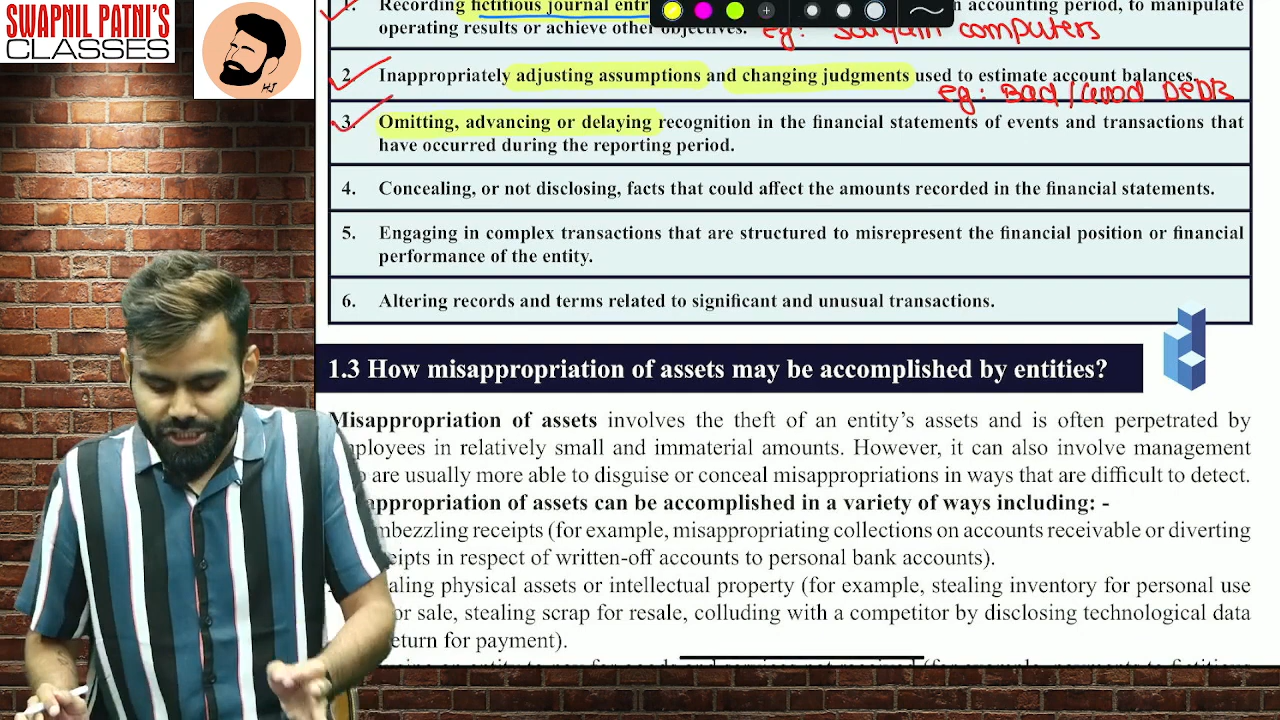 SWAPNIL PATNI'S
CLASSES
HJ
1. Recording fictitious journal entr n accounting period, to manipulate
operating results or achieve other objectives. eg: Satyam computers
2. Inappropriately adjusting assumptions and changing judgments used to estimate account balances.
eg: Bad/Good Debts
3. Omitting, advancing or delaying recognition in the financial statements of events and transactions that
have occurred during the reporting period.
4. Concealing, or not disclosing, facts that could affect the amounts recorded in the financial statements.
5. Engaging in complex transactions that are structured to misrepresent the financial position or financial
performance of the entity.
6. Altering records and terms related to significant and unusual transactions.
1.3 How misappropriation of assets may be accomplished by entities?
Misappropriation of assets involves the theft of an entity's assets and is often perpetrated by
mployees in relatively small and immaterial amounts. However, it can also involve management
are usually more able to disguise or conceal misappropriations in ways that are difficult to detect.
appropriation of assets can be accomplished in a variety of ways including: -
mbezzling receipts (for example, misappropriating collections on accounts receivable or diverting
eipts in respect of written-off accounts to personal bank accounts).
aling physical assets or intellectual property (for example, stealing inventory for personal use
or sale, stealing scrap for resale, colluding with a competitor by disclosing technological data
eturn for payment).